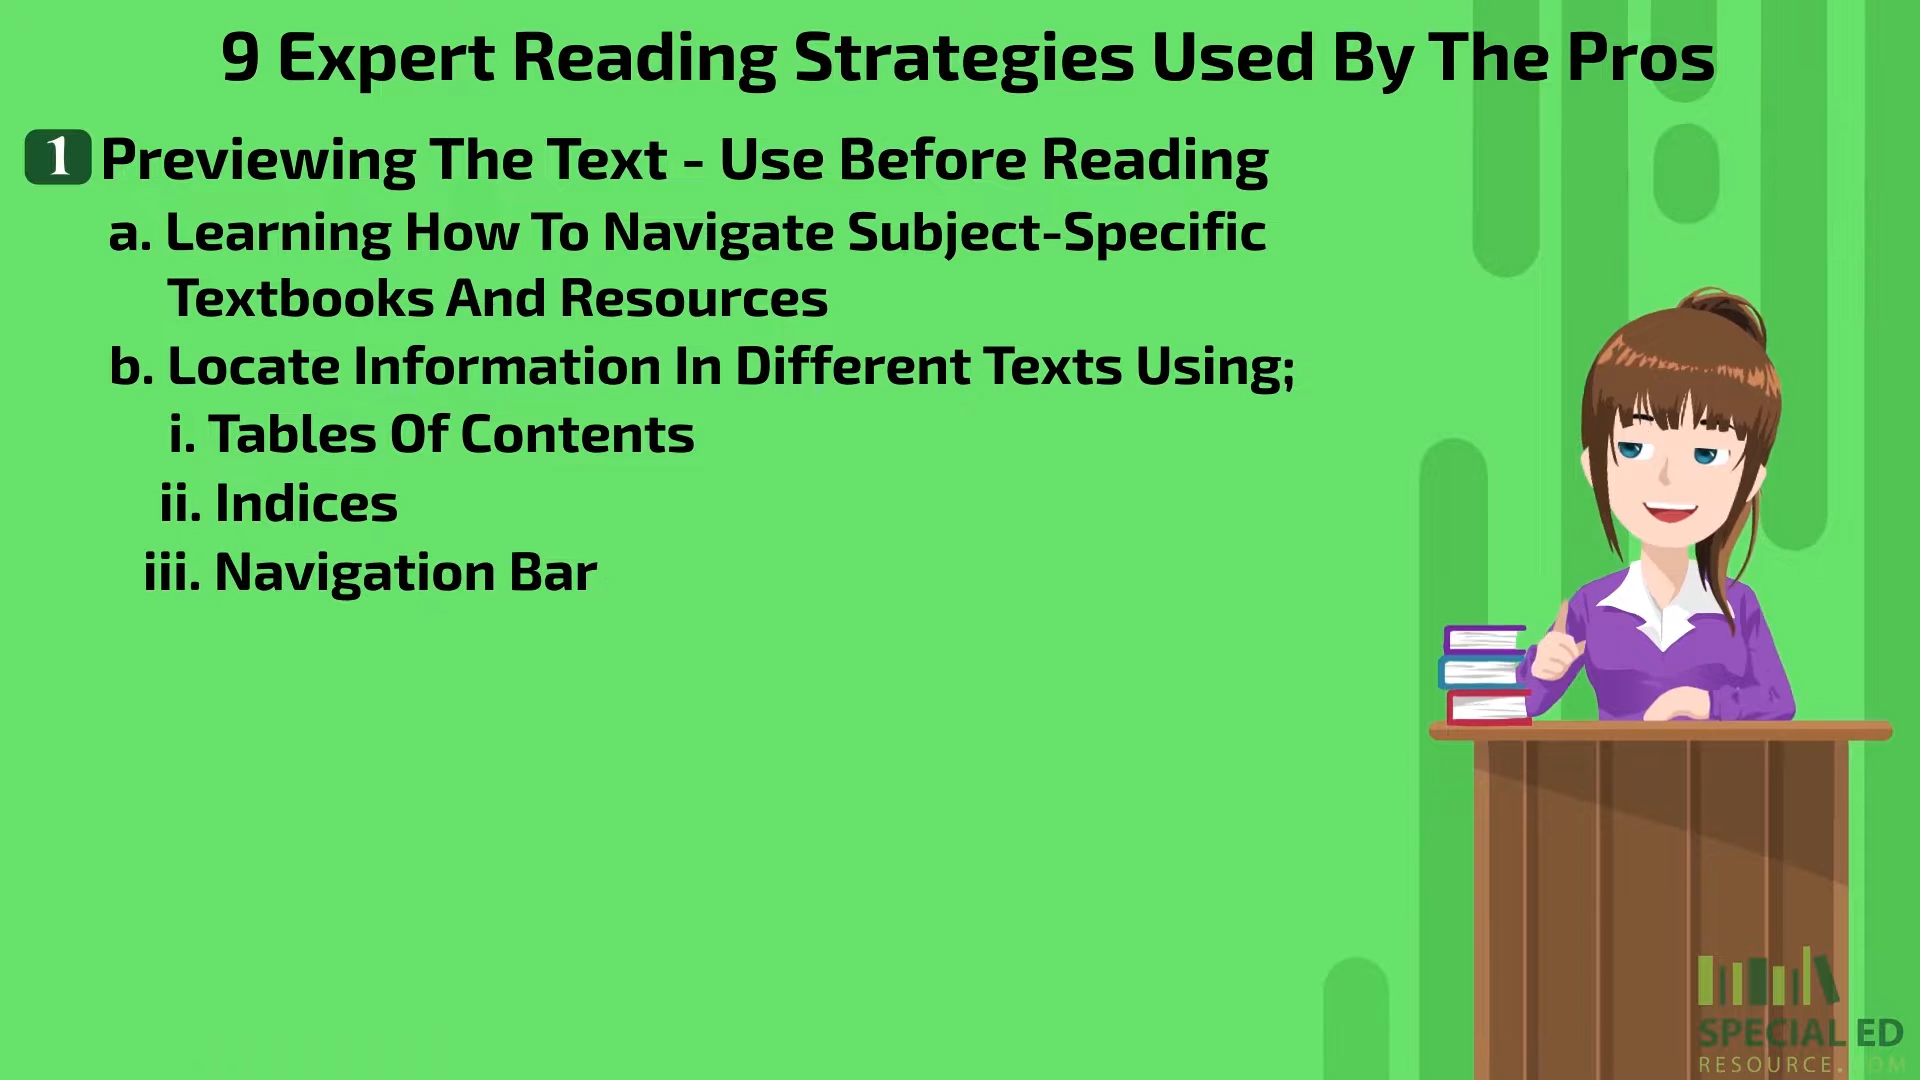 9 Expert Reading Strategies Used By The Pros
1 Previewing The Text - Use Before Reading
a. Learning How To Navigate Subject-Specific
Textbooks And Resources
b. Locate Information In Different Texts Using;
i. Tables Of Contents
ii. Indices
iii. Navigation Bar
SPECIAL ED
RESOURCE.COM